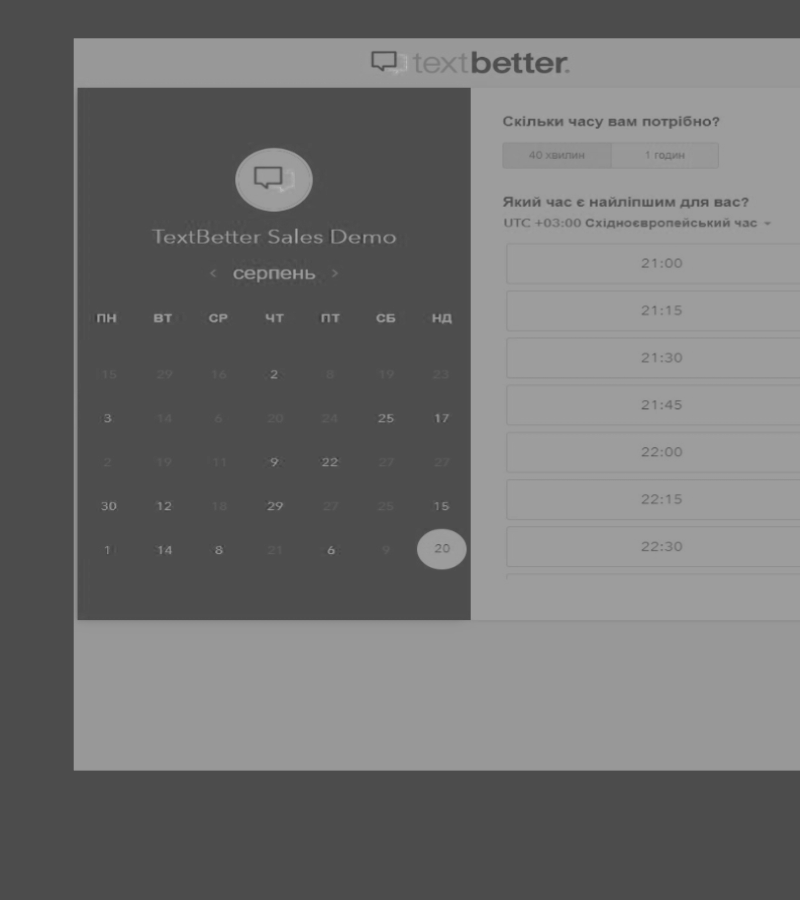 textbetter.
TextBetter Sales Demo
‹ серпень ›
ПН ВТ СР ЧТ ПТ СБ НД
15 29 16 2 8 19 23
3 14 6 20 24 25 17
2 19 11 9 22 27 27
30 12 18 29 27 25 15
1 14 8 21 6 9 20
Скільки часу вам потрібно?
40 хвилин 1 годин
Який час є найліпшим для вас?
UTC +03:00 Східноєвропейський час
21:00
21:15
21:30
21:45
22:00
22:15
22:30